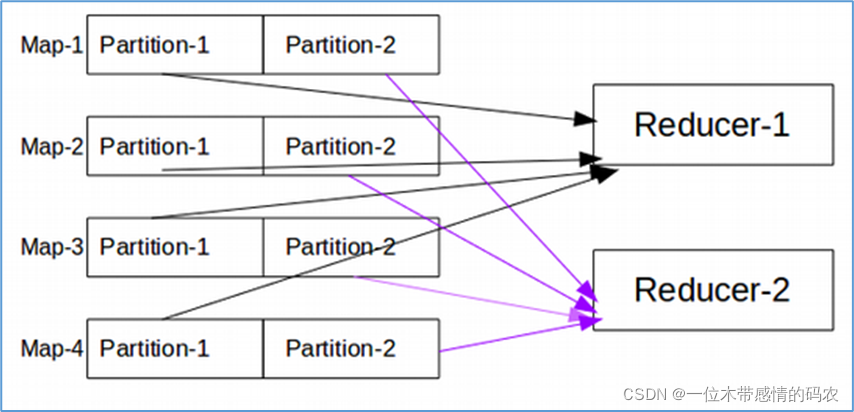 Map-1 Partition-1 Partition-2
Reducer-1
Map-2 Partition-1 Partition-2
Map-3 Partition-1 Partition-2
Reducer-2
Map-4 Partition-1 Partition-2
CSDN @一位木带感情的码农